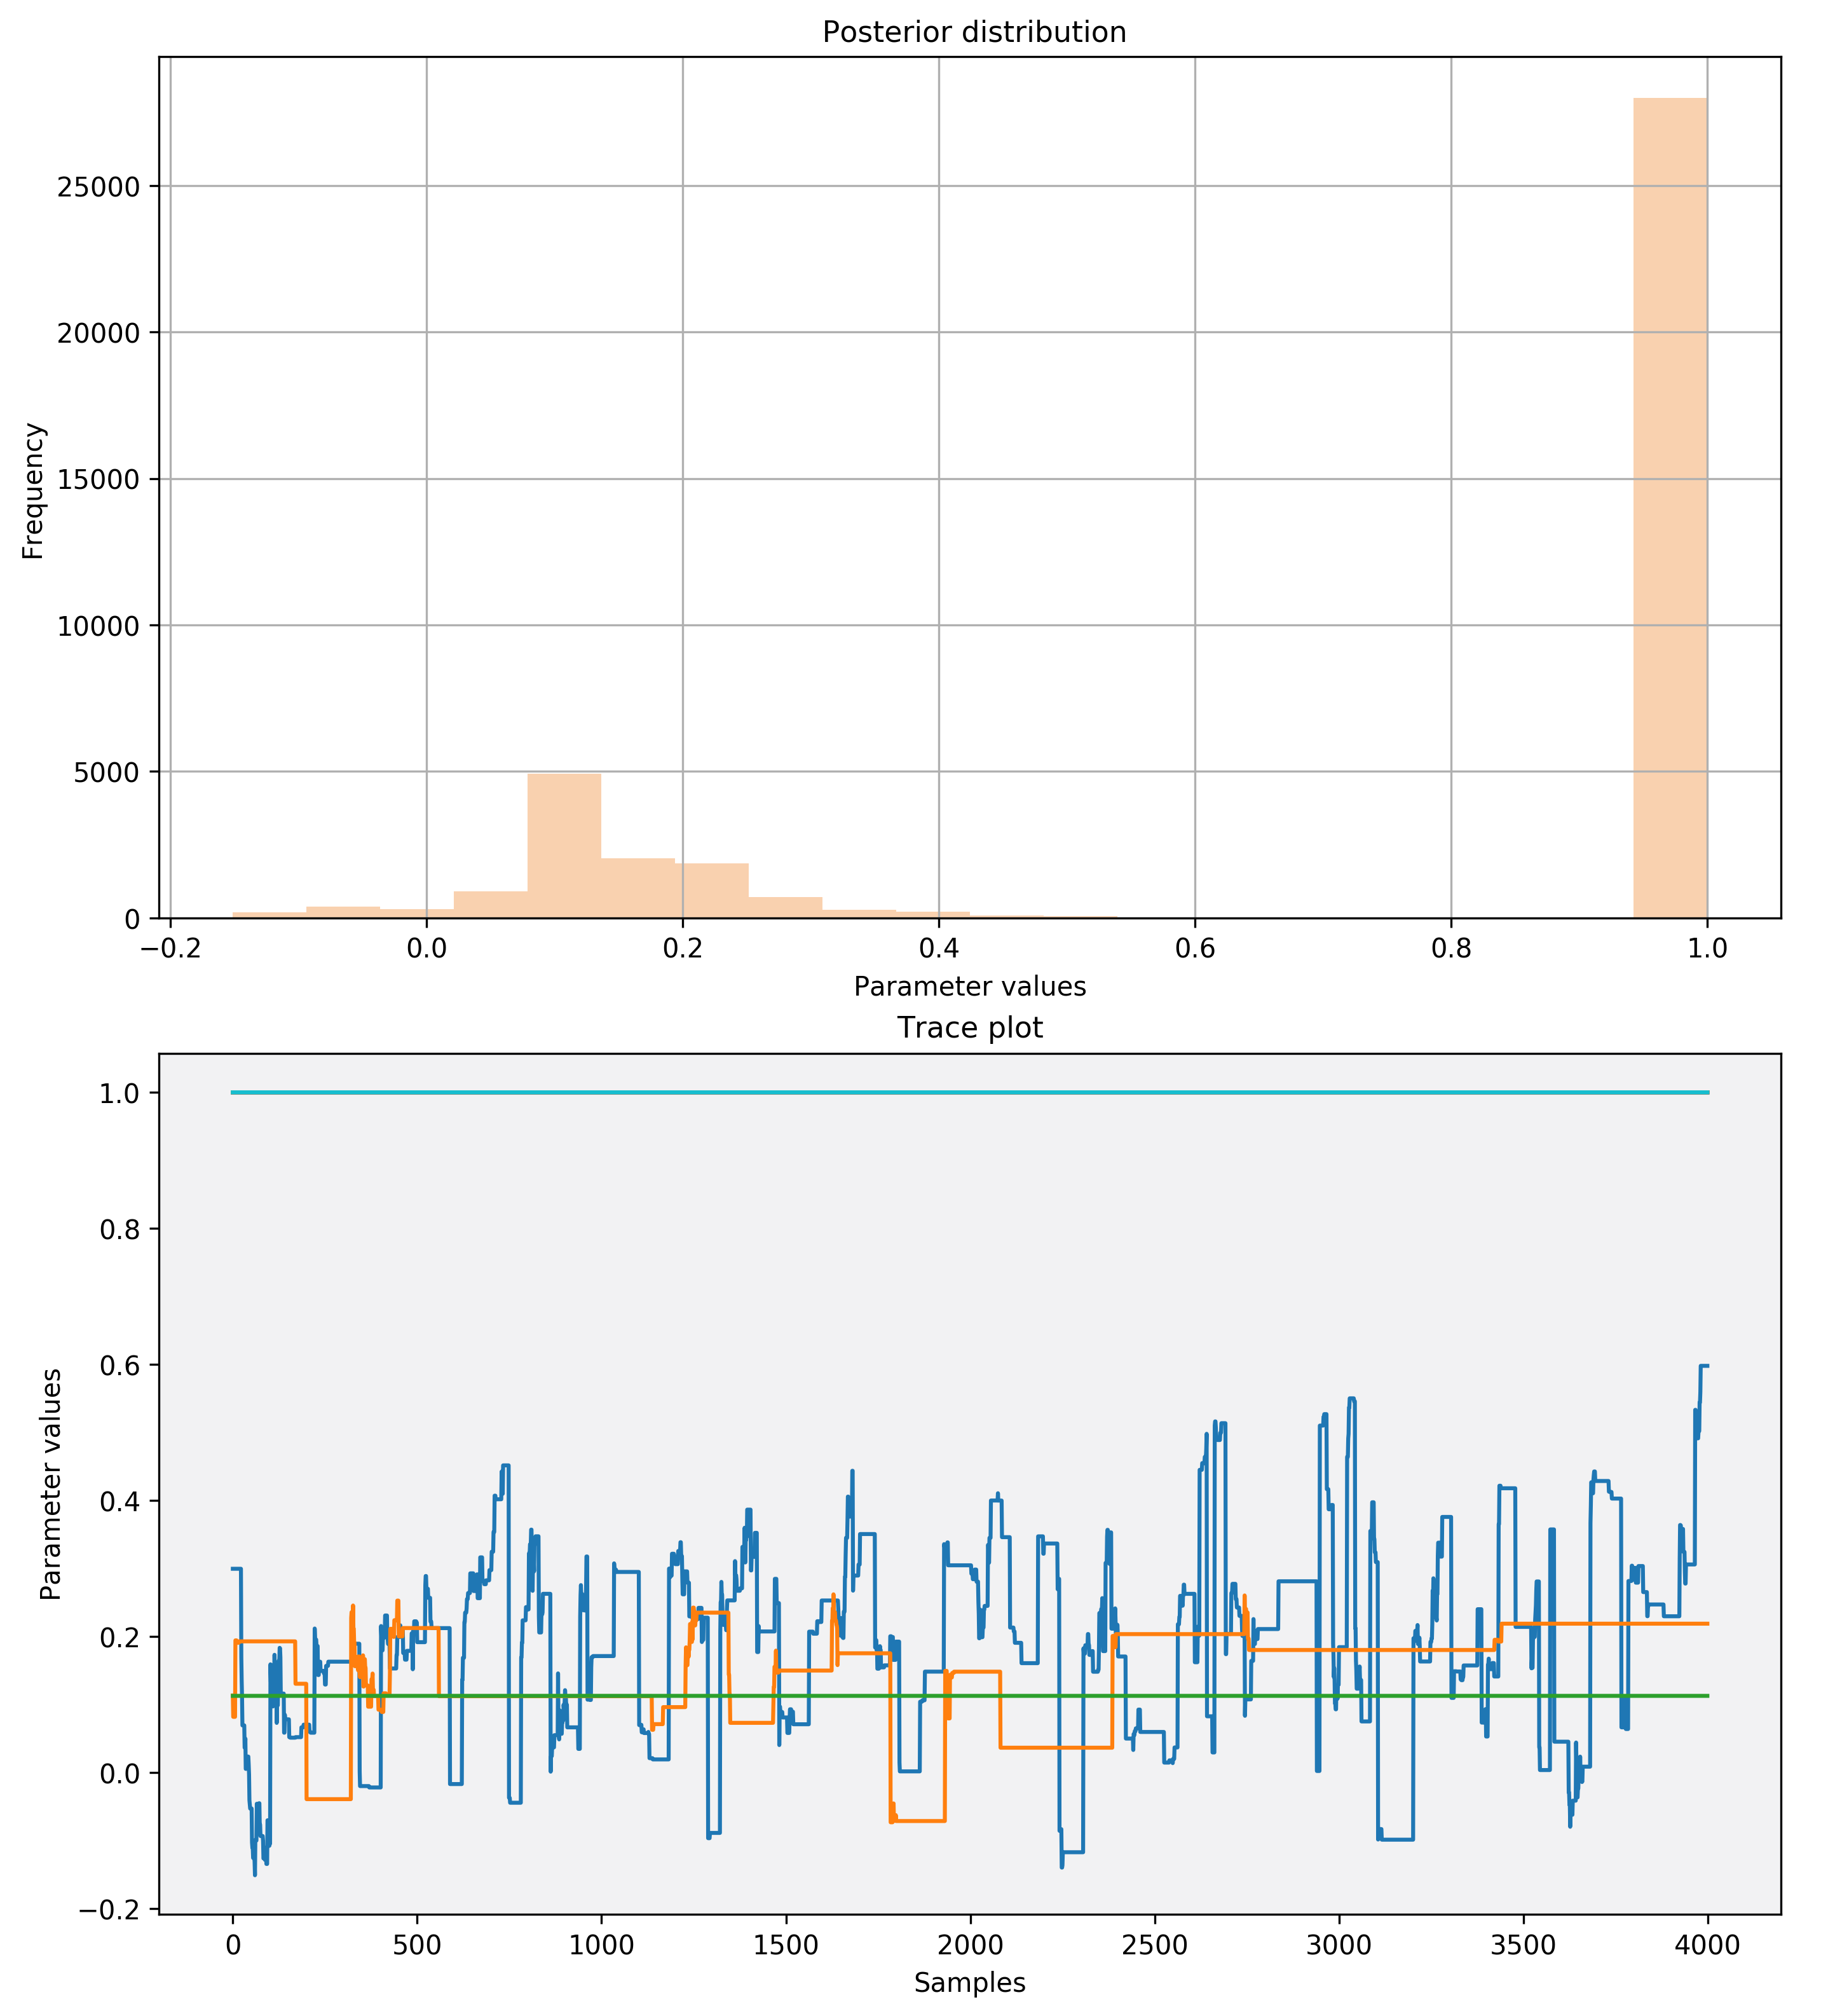 Posterior distribution
Frequency
25000
20000
15000
10000
5000
0
−0.2 0.0 0.2 0.4 0.6 0.8 1.0
Parameter values
Trace plot
Parameter values
1.0
0.8
0.6
0.4
0.2
0.0
−0.2
0 500 1000 1500 2000 2500 3000 3500 4000
Samples